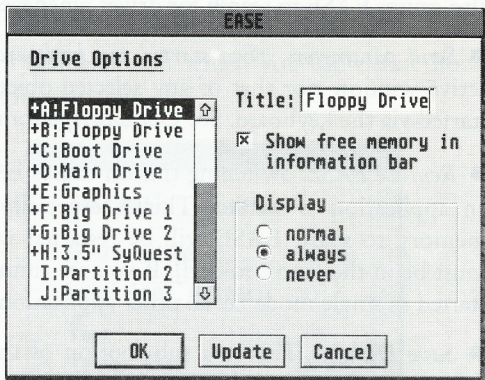 EASE
Drive Options
+A:Floppy Drive
+B:Floppy Drive
+C:Boot Drive
+D:Main Drive
+E:Graphics
+F:Big Drive 1
+G:Big Drive 2
+H:3.5" SyQuest
I:Partition 2
J:Partition 3
Title: Floppy Drive
Show free memory in
information bar
Display
normal
always
never
OK
Update
Cancel